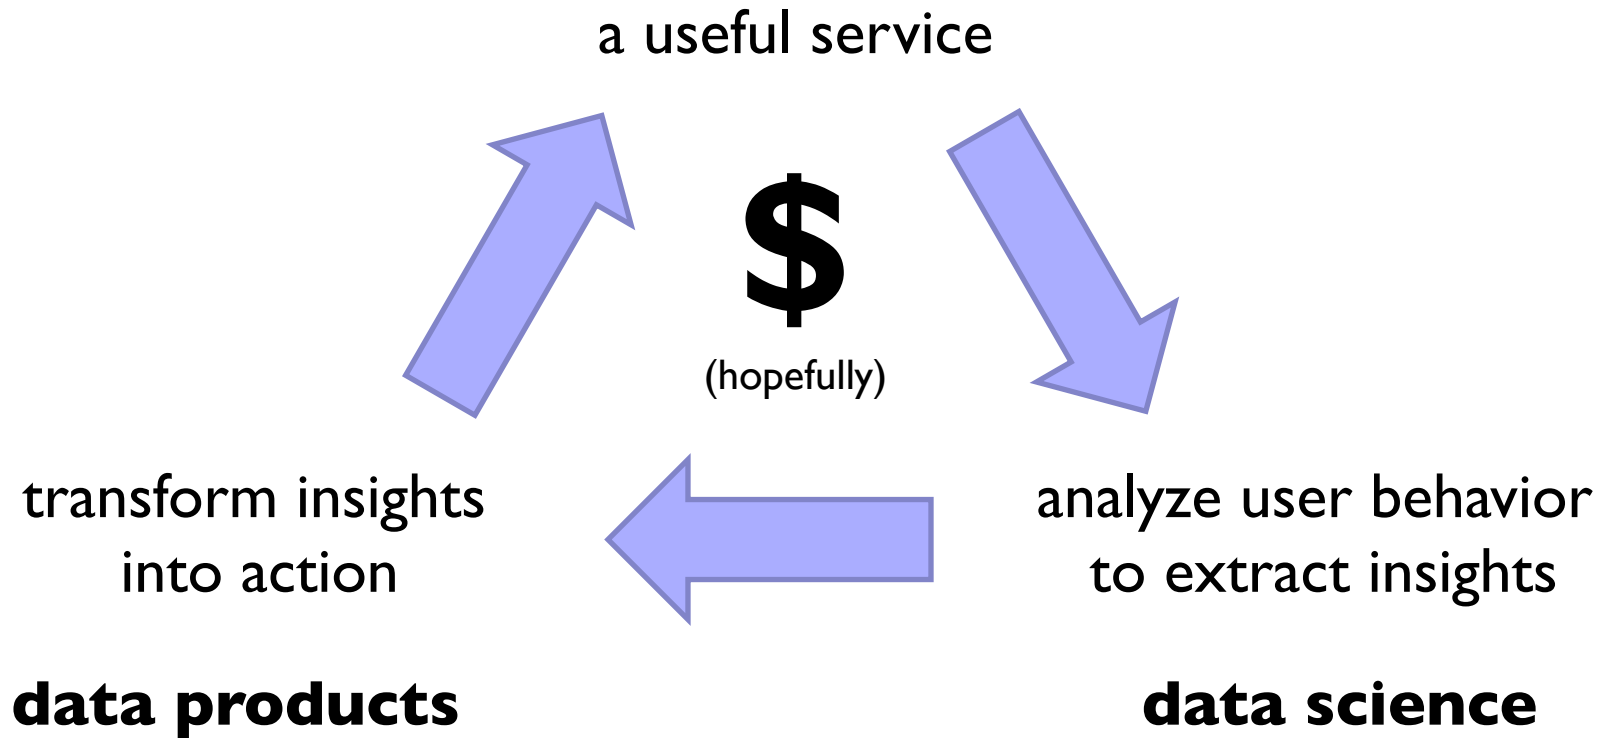 a useful service
$
(hopefully)
transform insights
into action
analyze user behavior
to extract insights
data products
data science